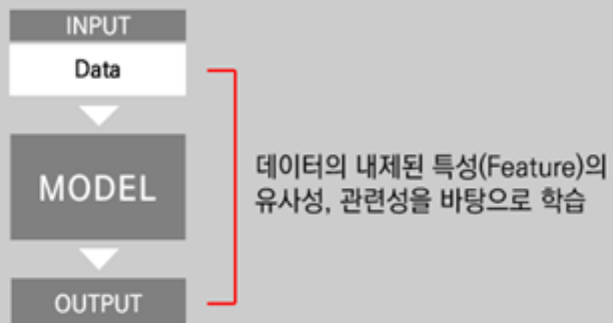 INPUT
Data
MODEL
데이터의 내제된 특성(Feature)의
유사성, 관련성을 바탕으로 학습
OUTPUT